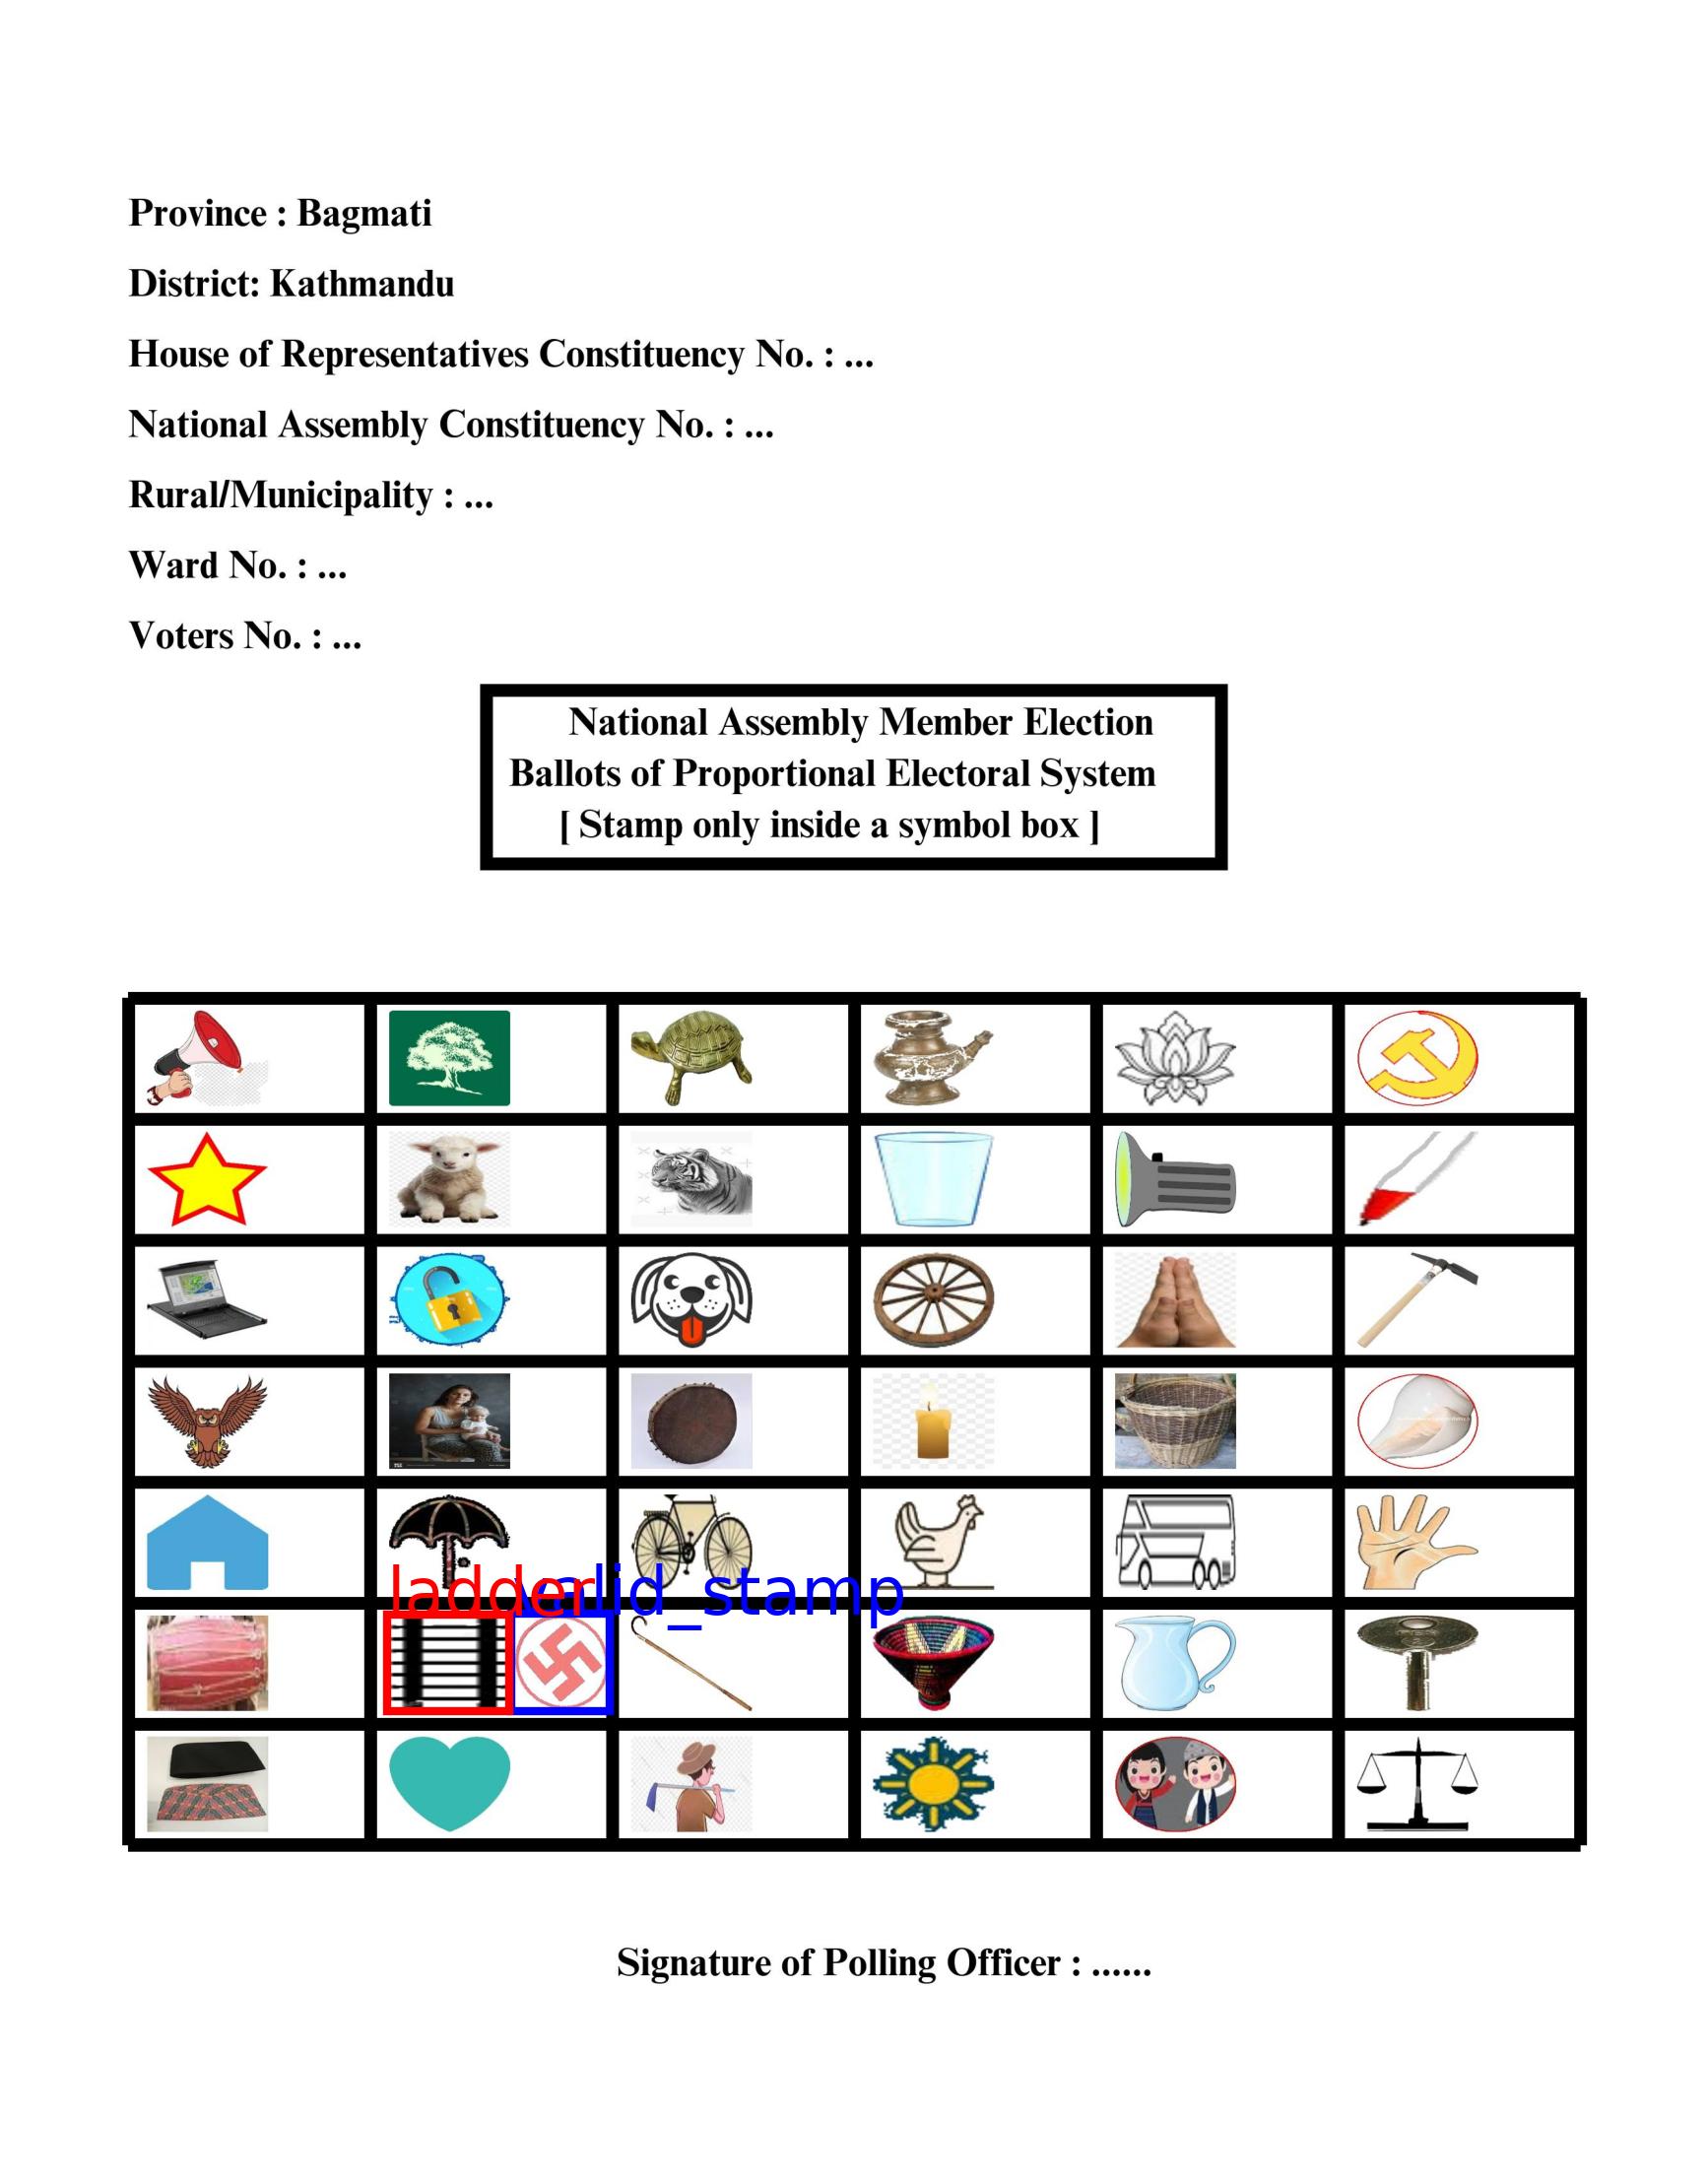 Province : Bagmati
District: Kathmandu
House of Representatives Constituency No. : ...
National Assembly Constituency No. : ...
Rural/Municipality : ...
Ward No. : ...
Voters No. : ...
National Assembly Member Election
Ballots of Proportional Electoral System
[ Stamp only inside a symbol box ]
ladder valid_stamp
Signature of Polling Officer : ......